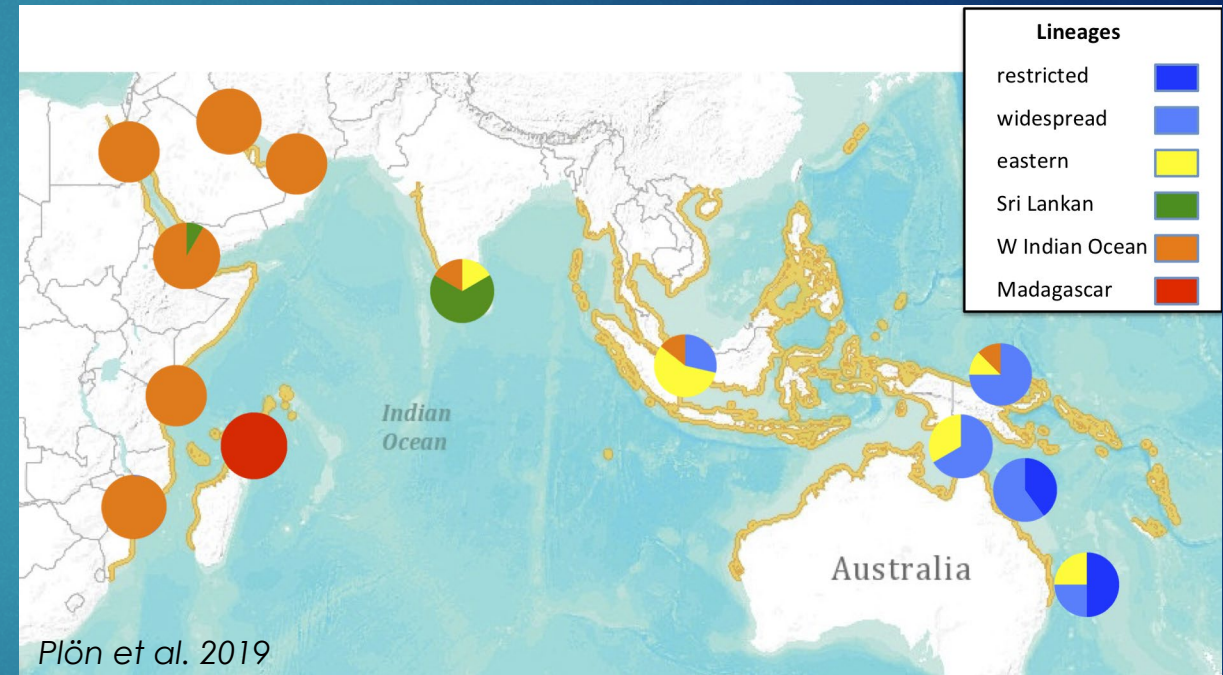 Lineages
restricted
widespread
eastern
Sri Lankan
W Indian Ocean
Madagascar
Indian
Ocean
Australia
Plön et al. 2019